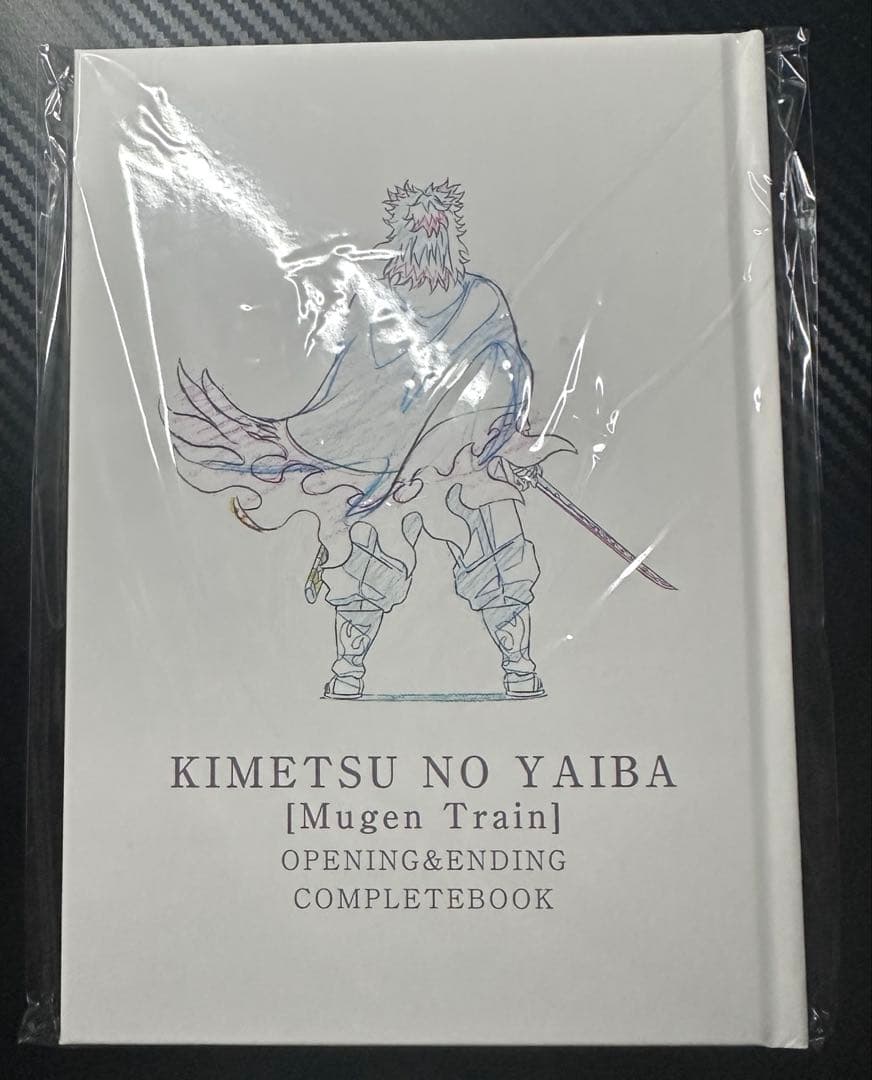 KIMETSU NO YAIBA
[Mugen Train]
OPENING&ENDING
COMPLETEBOOK